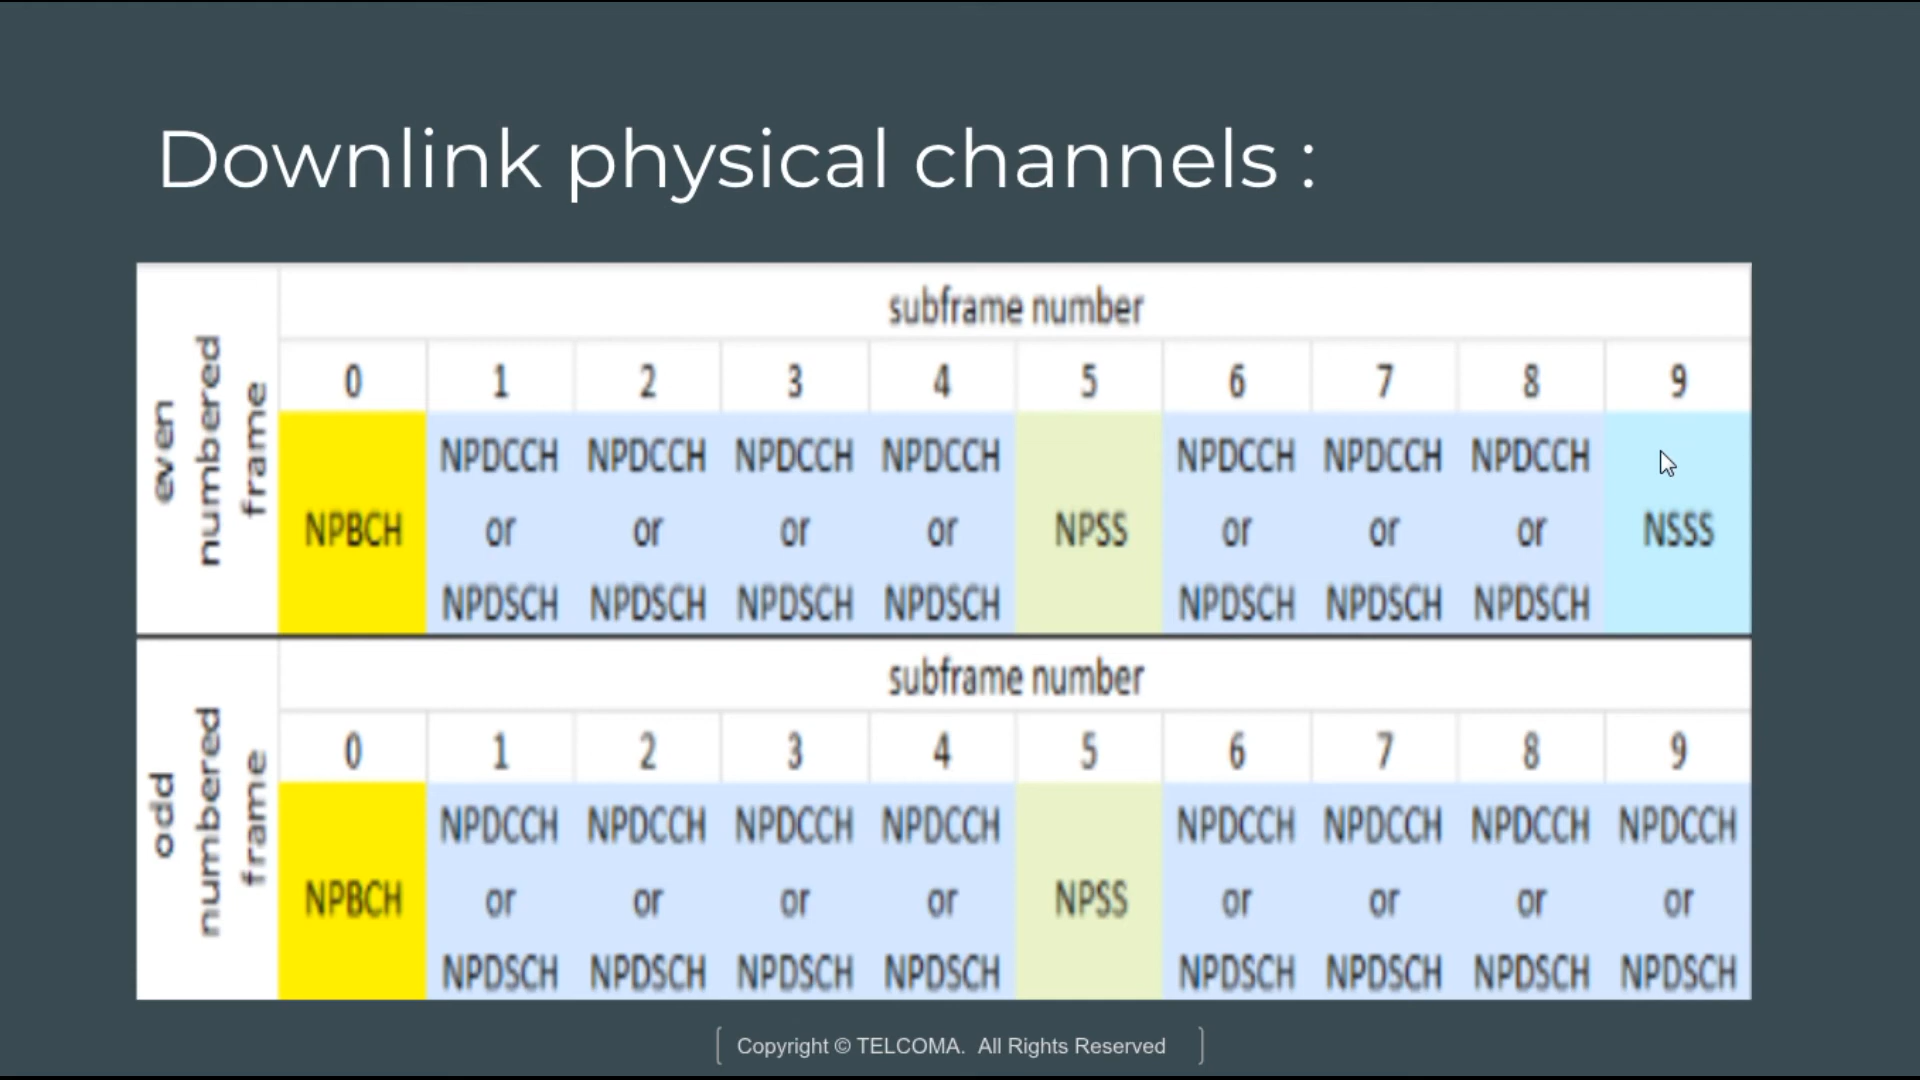 Downlink physical channels :
even numbered frame
subframe number
0 1 2 3 4 5 6 7 8 9
NPDCCH NPDCCH NPDCCH NPDCCH NPDCCH NPDCCH NPDCCH
NPBCH or or or or NPSS or or or NSSS
NPDSCH NPDSCH NPDSCH NPDSCH NPDSCH NPDSCH NPDSCH
odd numbered frame
subframe number
0 1 2 3 4 5 6 7 8 9
NPDCCH NPDCCH NPDCCH NPDCCH NPDCCH NPDCCH NPDCCH NPDCCH
NPBCH or or or or NPSS or or or or
NPDSCH NPDSCH NPDSCH NPDSCH NPDSCH NPDSCH NPDSCH NPDSCH
Copyright © TELCOMA. All Rights Reserved